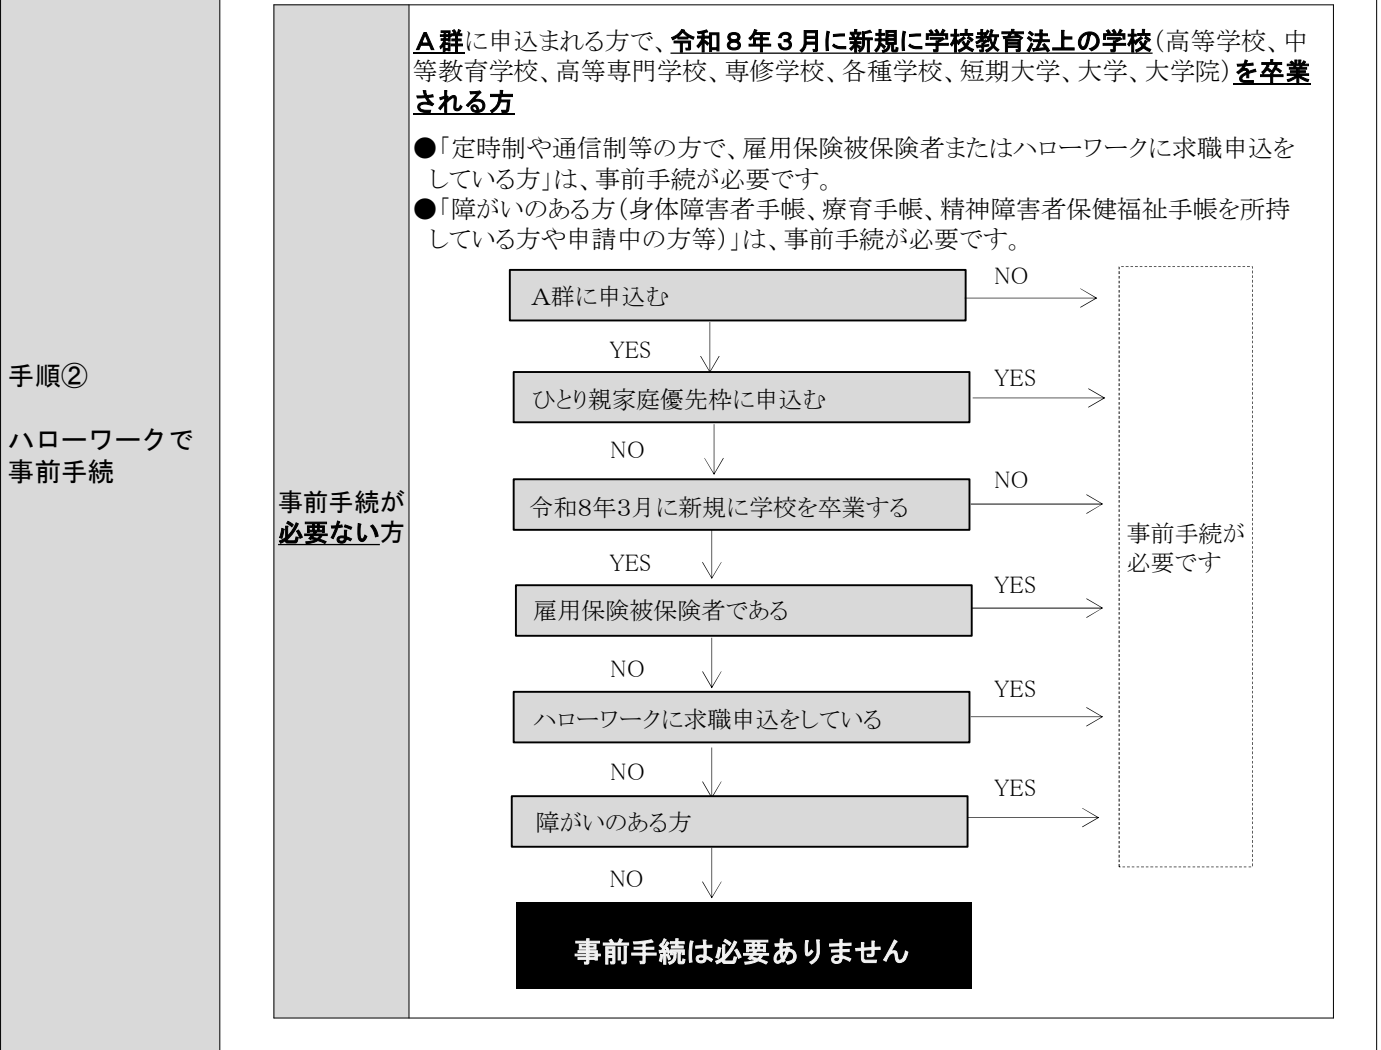 手順②
ハローワークで
事前手続
事前手続が
必要ない方
A群に申込まれる方で、令和８年３月に新規に学校教育法上の学校(高等学校、中
等教育学校、高等専門学校、専修学校、各種学校、短期大学、大学、大学院)を卒業
される方
●「定時制や通信制等の方で、雇用保険被保険者またはハローワークに求職申込を
している方」は、事前手続が必要です。
●「障がいのある方(身体障害者手帳、療育手帳、精神障害者保健福祉手帳を所持
している方や申請中の方等)」は、事前手続が必要です。
A群に申込む
NO
YES
ひとり親家庭優先枠に申込む
YES
NO
令和8年3月に新規に学校を卒業する
NO
YES
雇用保険被保険者である
YES
NO
ハローワークに求職申込をしている
YES
NO
障がいのある方
YES
NO
事前手続が
必要です
事前手続は必要ありません